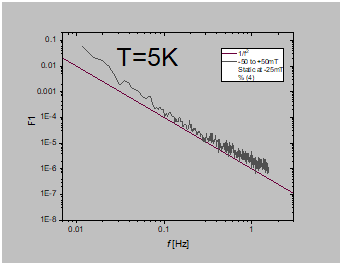 0.1
0.01
0.001
1E-4
1E-5
1E-6
1E-7
1E-8
F1
T=5K
1/f²
-50 to +50mT
Static at -25mT
% (4)
0.01 0.1 1
f [Hz]